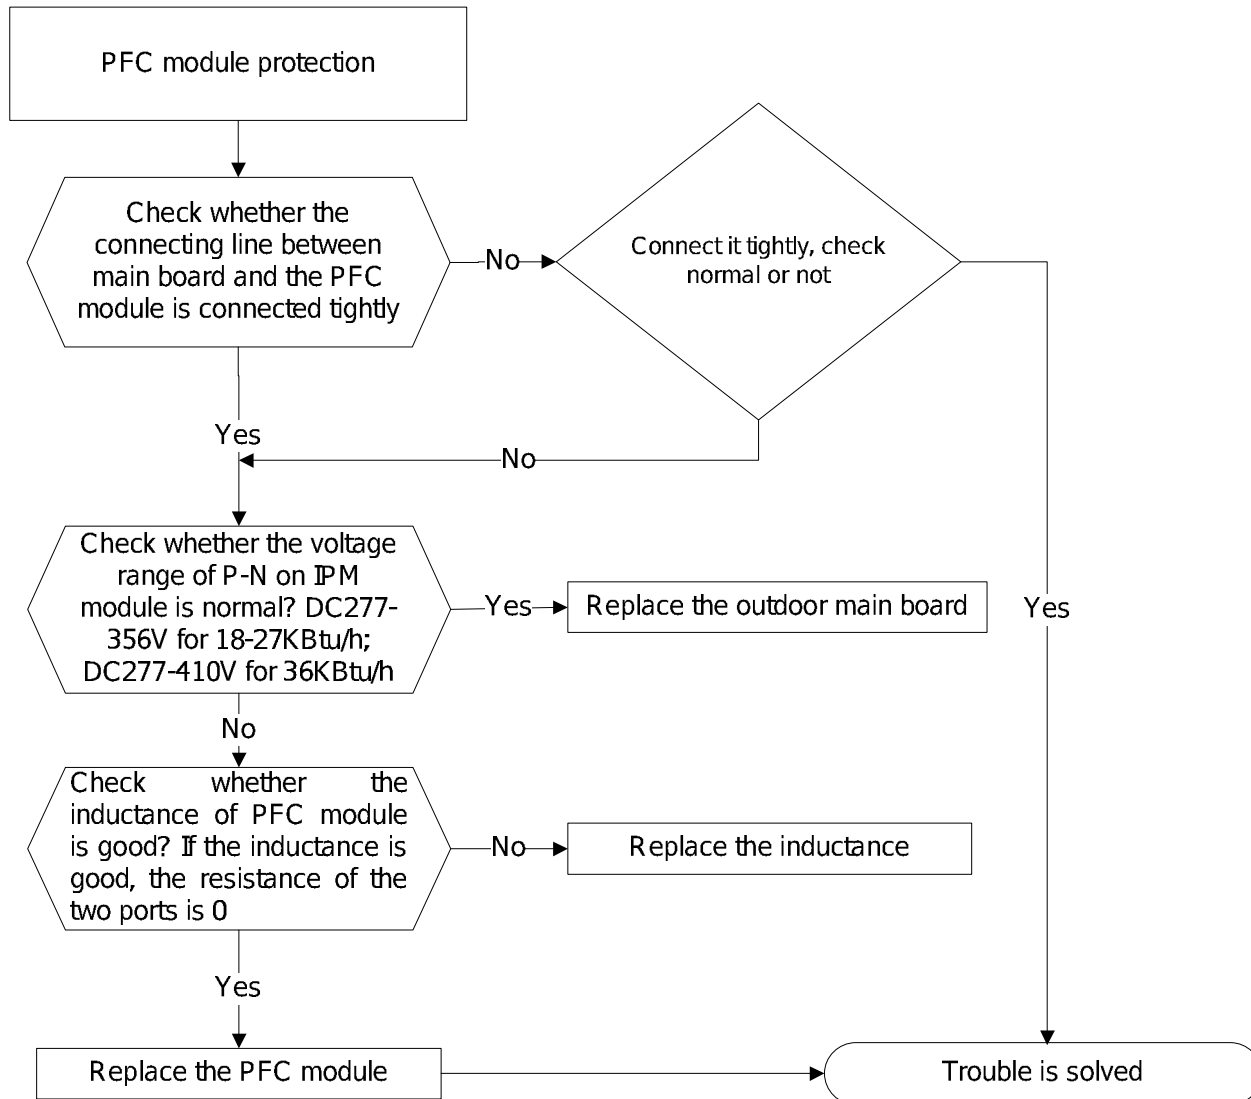 PFC module protection
Check whether the
connecting line between
main board and the PFC
module is connected tightly
No
Connect it tightly, check
normal or not
Yes
No
Check whether the voltage
range of P-N on IPM
module is normal? DC277-
356V for 18-27KBtu/h;
DC277-410V for 36KBtu/h
Yes
Replace the outdoor main board
Yes
No
Check whether the
inductance of PFC module
is good? If the inductance is
good, the resistance of the
two ports is 0
No
Replace the inductance
Yes
Replace the PFC module
Trouble is solved